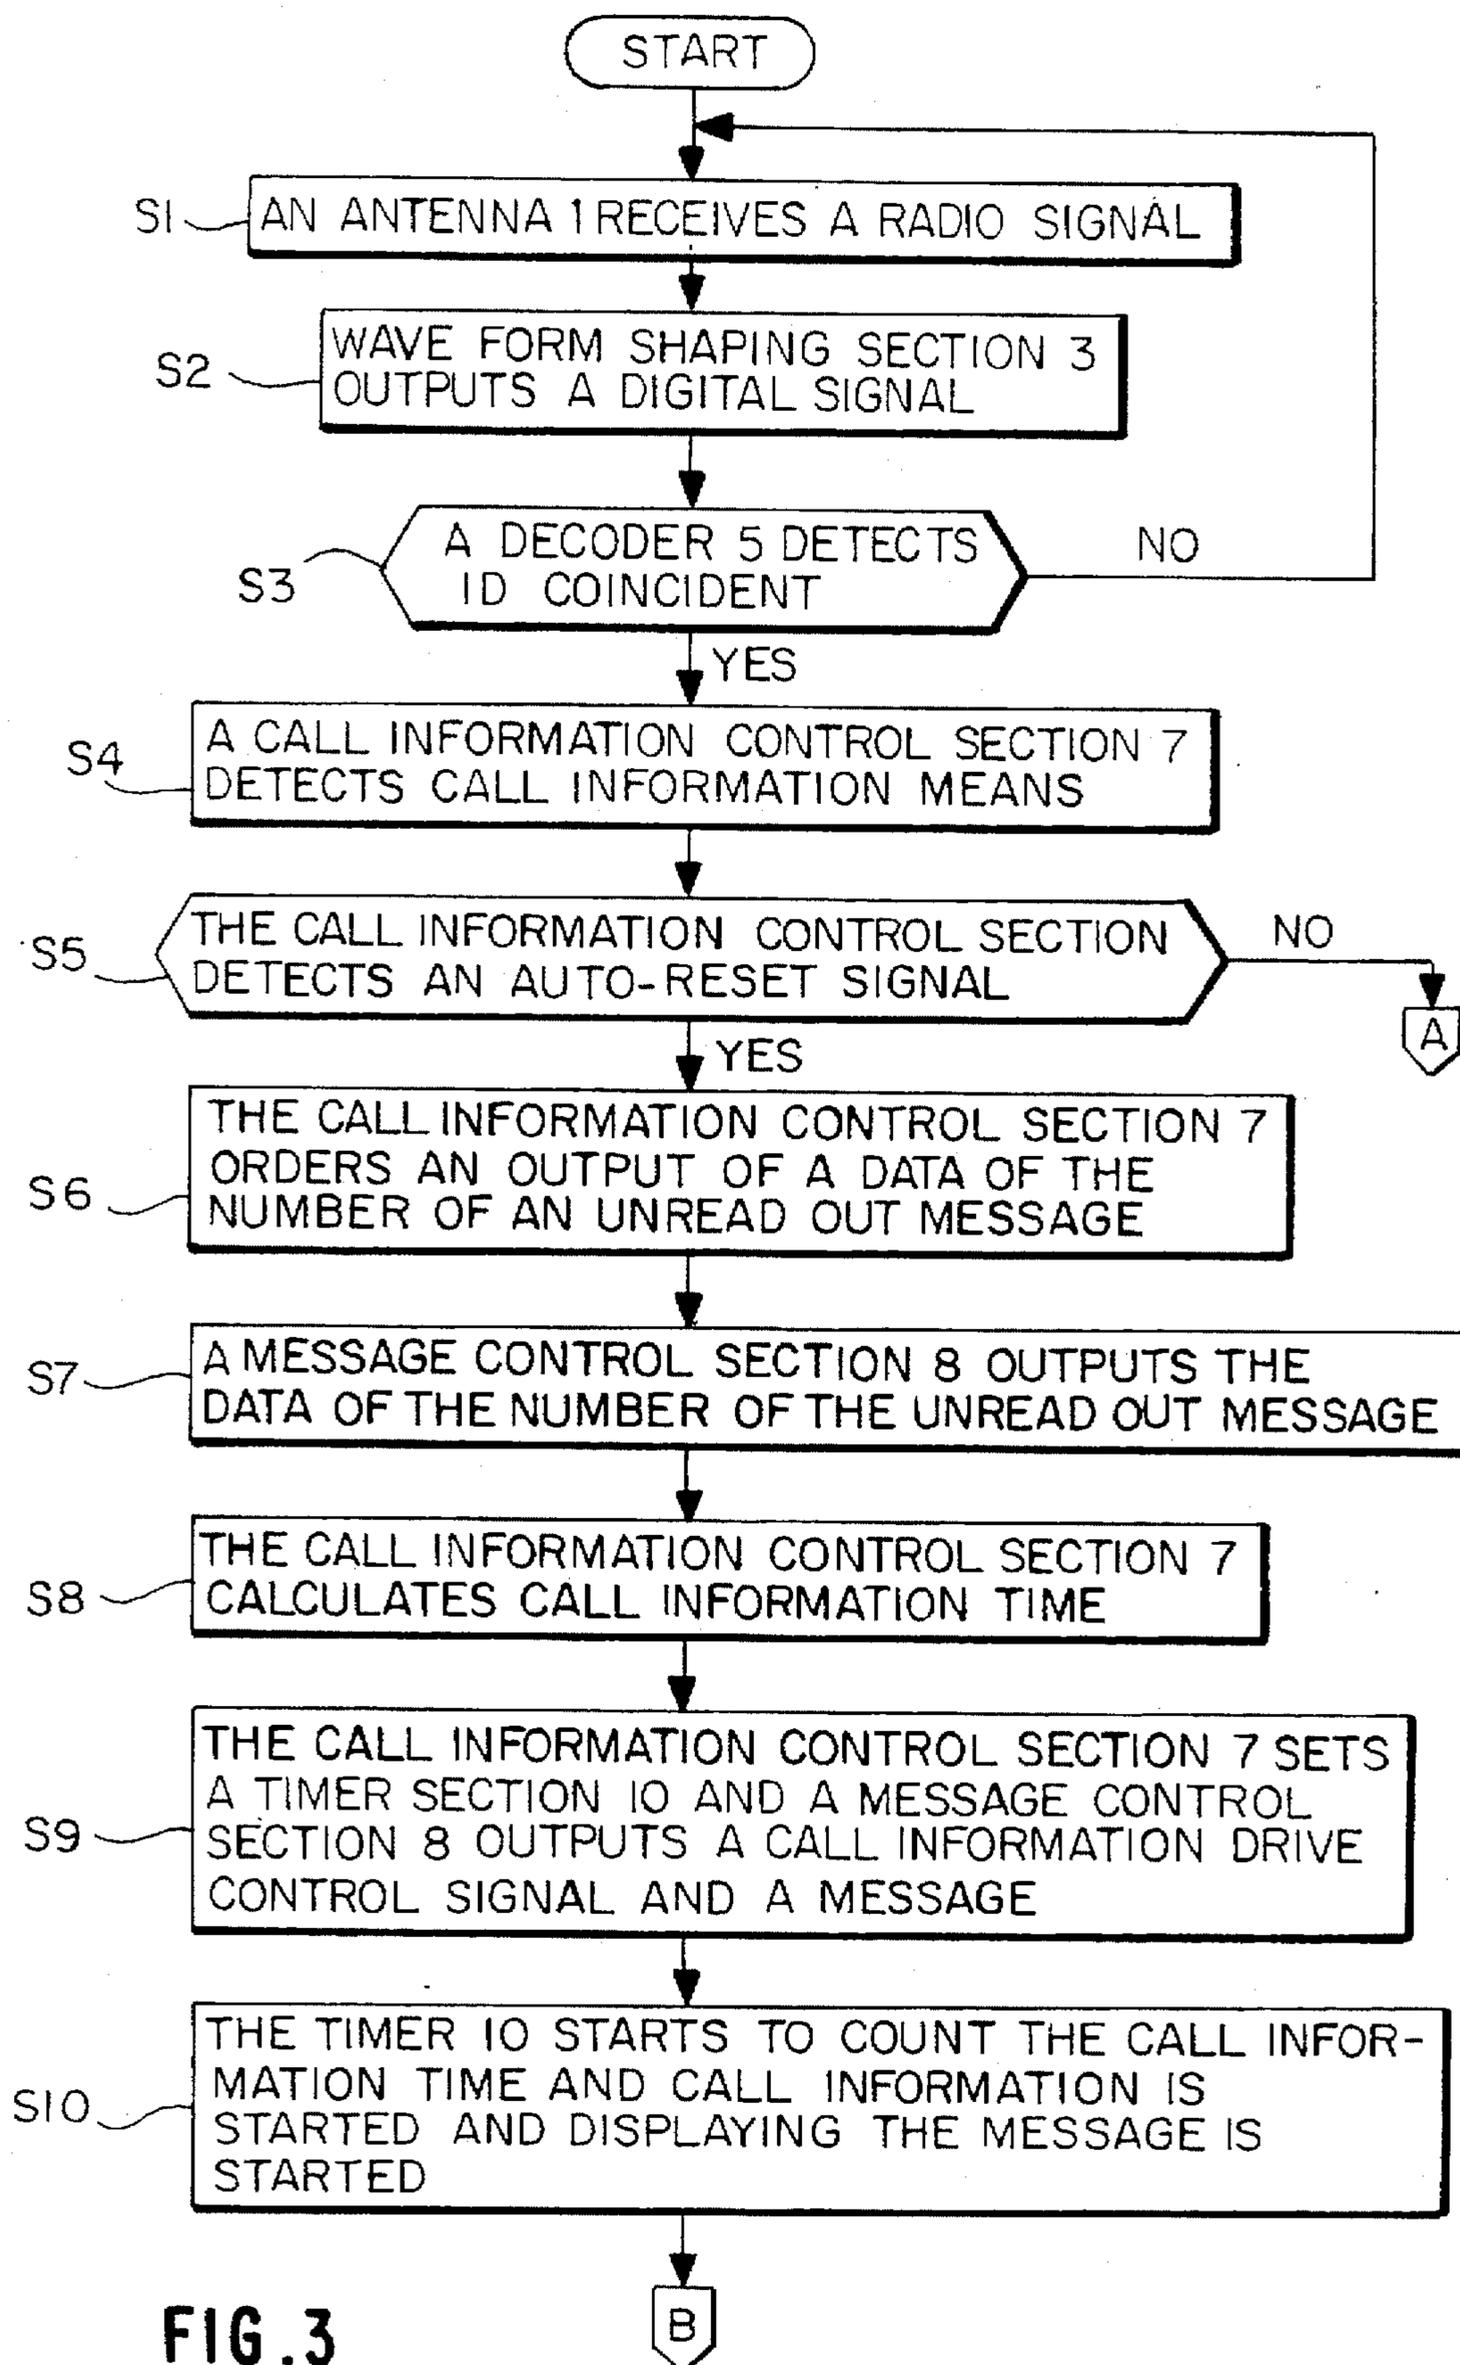 START
S1
AN ANTENNA 1 RECEIVES A RADIO SIGNAL
S2
WAVE FORM SHAPING SECTION 3
OUTPUTS A DIGITAL SIGNAL
S3
A DECODER 5 DETECTS
ID COINCIDENT
NO
YES
S4
A CALL INFORMATION CONTROL SECTION 7
DETECTS CALL INFORMATION MEANS
S5
THE CALL INFORMATION CONTROL SECTION
DETECTS AN AUTO-RESET SIGNAL
NO
A
YES
S6
THE CALL INFORMATION CONTROL SECTION 7
ORDERS AN OUTPUT OF A DATA OF THE
NUMBER OF AN UNREAD OUT MESSAGE
S7
A MESSAGE CONTROL SECTION 8 OUTPUTS THE
DATA OF THE NUMBER OF THE UNREAD OUT MESSAGE
S8
THE CALL INFORMATION CONTROL SECTION 7
CALCULATES CALL INFORMATION TIME
S9
THE CALL INFORMATION CONTROL SECTION 7 SETS
A TIMER SECTION 10 AND A MESSAGE CONTROL
SECTION 8 OUTPUTS A CALL INFORMATION DRIVE
CONTROL SIGNAL AND A MESSAGE
S10
THE TIMER 10 STARTS TO COUNT THE CALL INFOR-
MATION TIME AND CALL INFORMATION IS
STARTED AND DISPLAYING THE MESSAGE IS
STARTED
B
FIG.3